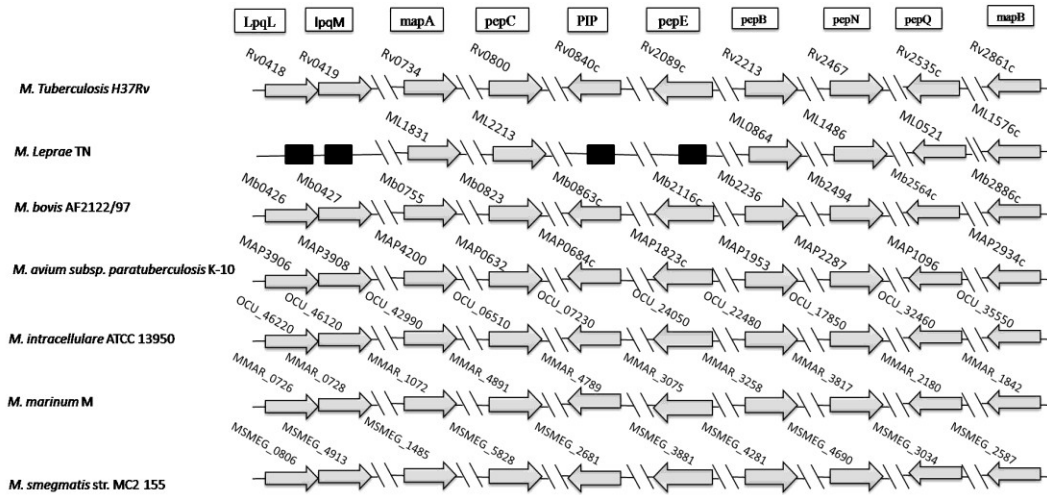 LpqL lpqM mapA pepC PIP pepE pepB pepN pepQ mapB
Rv0418 Rv0419 Rv0734 Rv0800 Rv0840c Rv2089c Rv2213 Rv2467 Rv2535c Rv2861c
M. Tuberculosis H37Rv
ML1831 ML2213 ML0864 ML1486 ML0521 ML1576c
M. Leprae TN
Mb0426 Mb0427 Mb0755 Mb0823 Mb0863c Mb2116c Mb2236 Mb2494 Mb2564c Mb2886c
M. bovis AF2122/97
MAP3906 MAP3908 MAP4200 MAP0632 MAP0684c MAP1823c MAP1953 MAP2287 MAP1096 MAP2934c
M. avium subsp. paratuberculosis K-10
OCU_46220 OCU_46120 OCU_42990 OCU_06510 OCU_07230 OCU_24050 OCU_22480 OCU_17850 OCU_32460 OCU_35550
M. intracellulare ATCC 13950
MMAR_0726 MMAR_0728 MMAR_1072 MMAR_4891 MMAR_4789 MMAR_3075 MMAR_3258 MMAR_3817 MMAR_2180 MMAR_1842
M. marinum M
MSMEG_0806 MSMEG_4913 MSMEG_1485 MSMEG_5828 MSMEG_2681 MSMEG_3881 MSMEG_4281 MSMEG_4690 MSMEG_3034 MSMEG_2587
M. smegmatis str. MC2 155